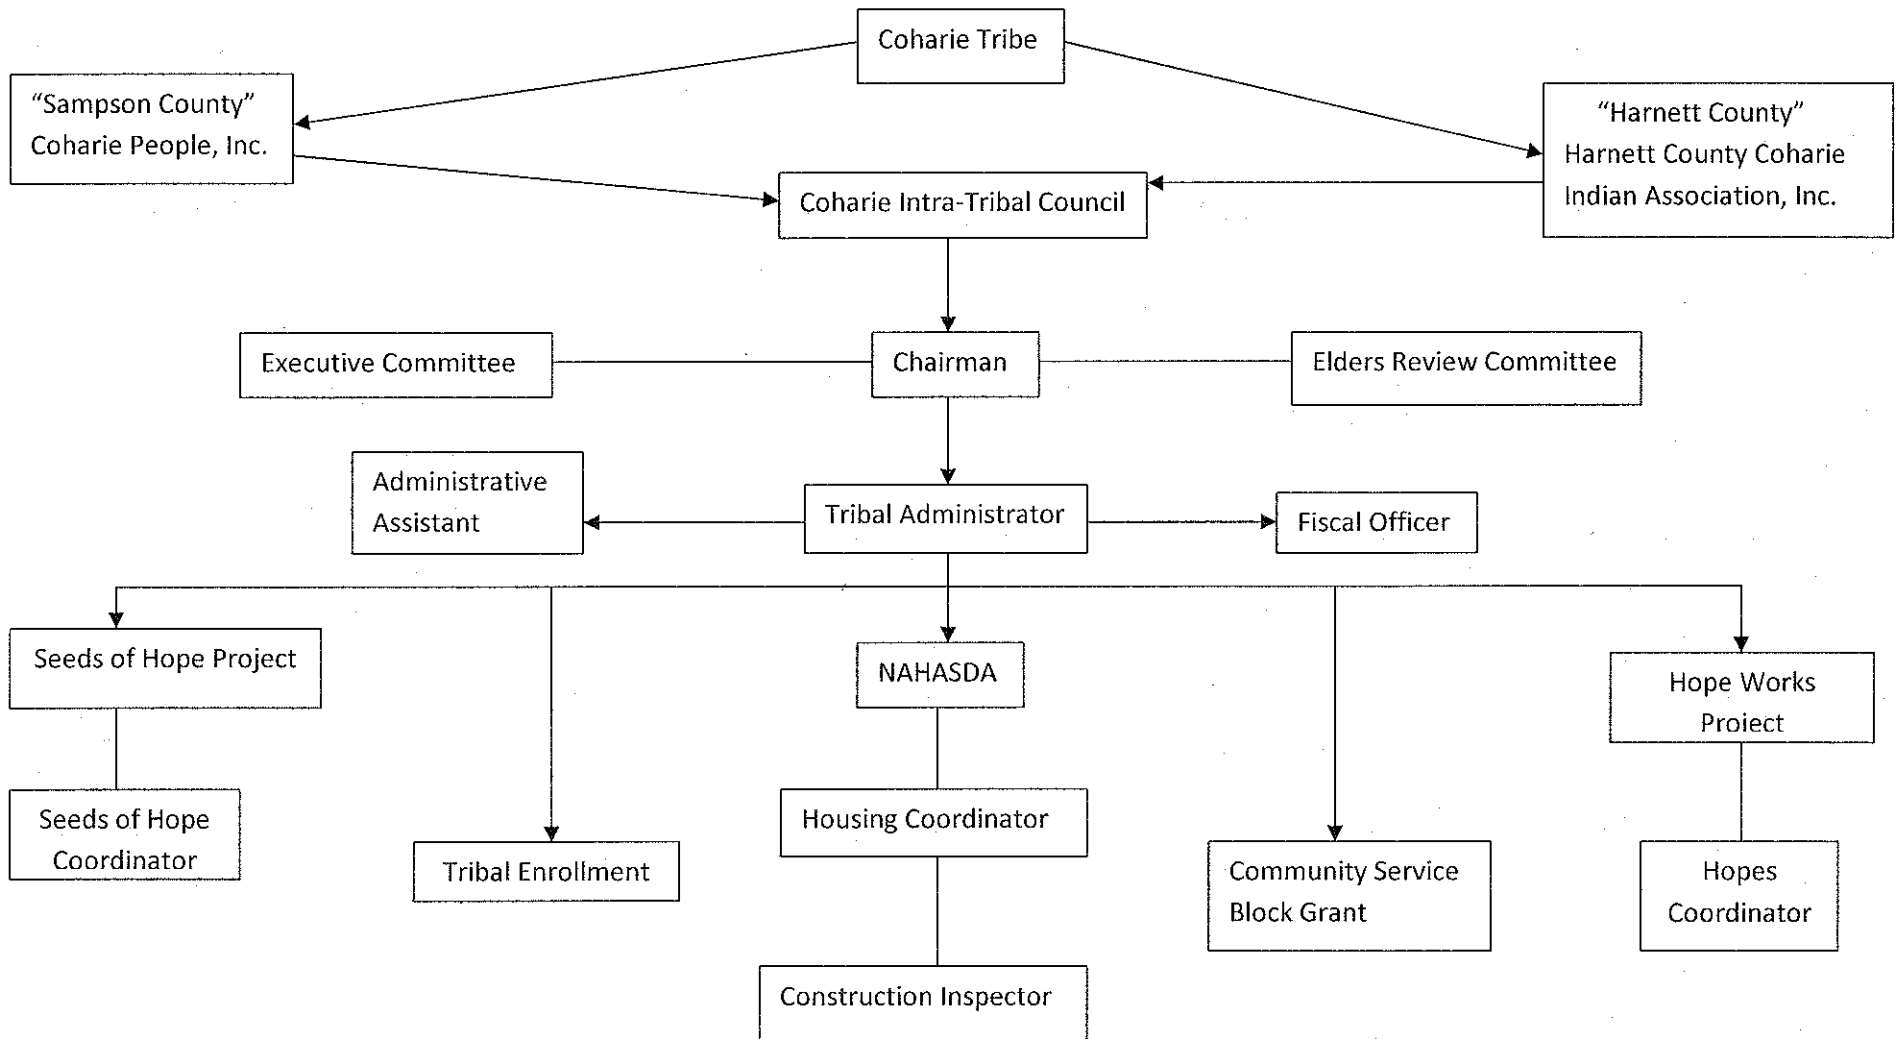 Coharie Tribe
“Sampson County”
Coharie People, Inc.
“Harnett County”
Harnett County Coharie
Indian Association, Inc.
Coharie Intra-Tribal Council
Executive Committee
Chairman
Elders Review Committee
Administrative
Assistant
Tribal Administrator
Fiscal Officer
Seeds of Hope Project
NAHASDA
Hope Works
Project
Seeds of Hope
Coordinator
Housing Coordinator
Tribal Enrollment
Community Service
Block Grant
Hopes
Coordinator
Construction Inspector